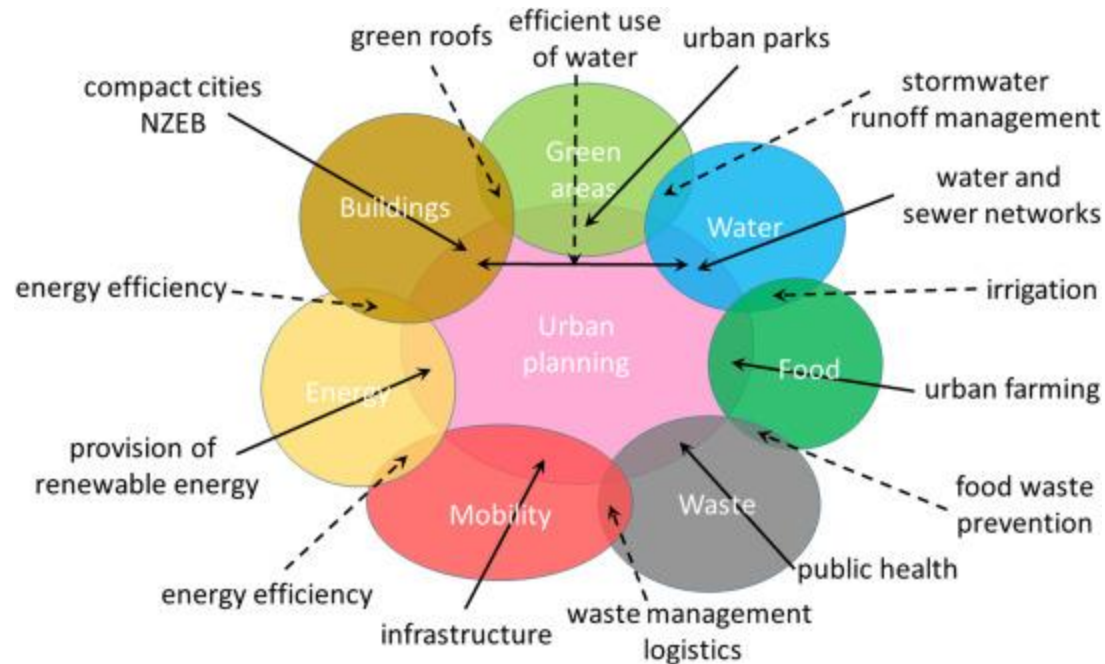 green roofs
efficient use
of water
urban parks
compact cities
NZEB
stormwater
runoff management
Green
areas
Buildings
Water
water and
sewer networks
energy efficiency
irrigation
Urban
planning
Energy
Food
urban farming
provision of
renewable energy
Mobility
Waste
food waste
prevention
public health
energy efficiency
infrastructure
waste management
logistics